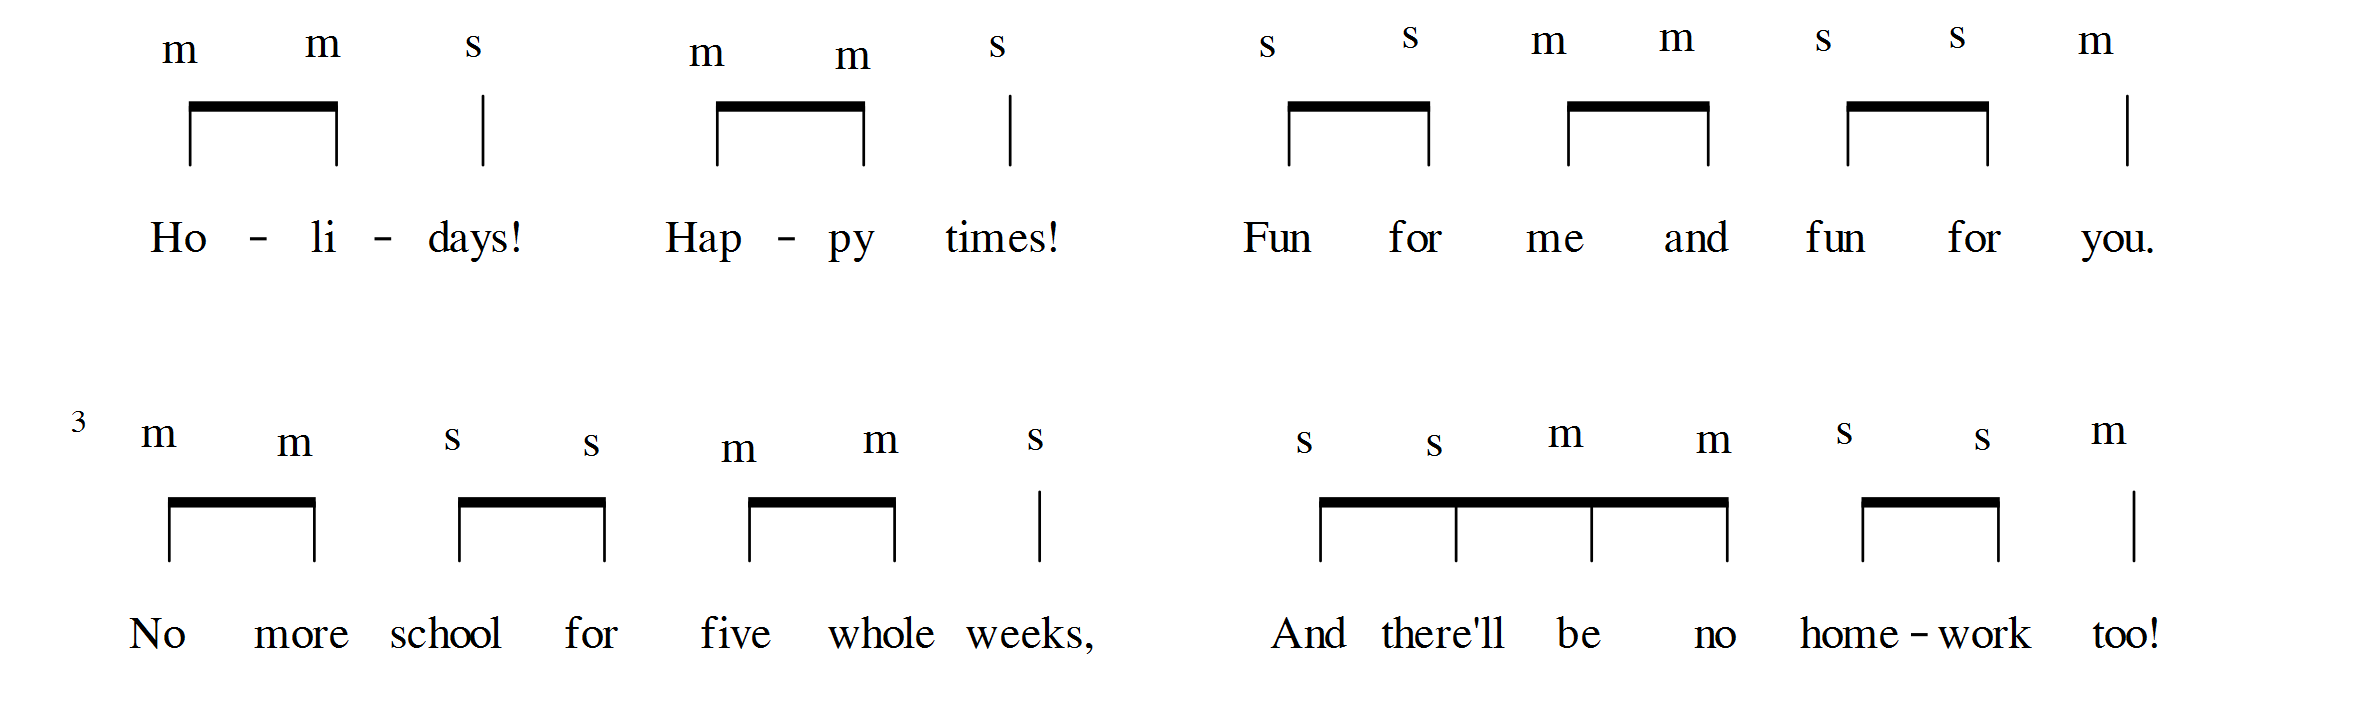 m m s m m s s s m m s s m
Ho - li - days! Hap - py times! Fun for me and fun for you.
3 m m s s m m s s s m m s s m
No more school for five whole weeks, And there'll be no home - work too!